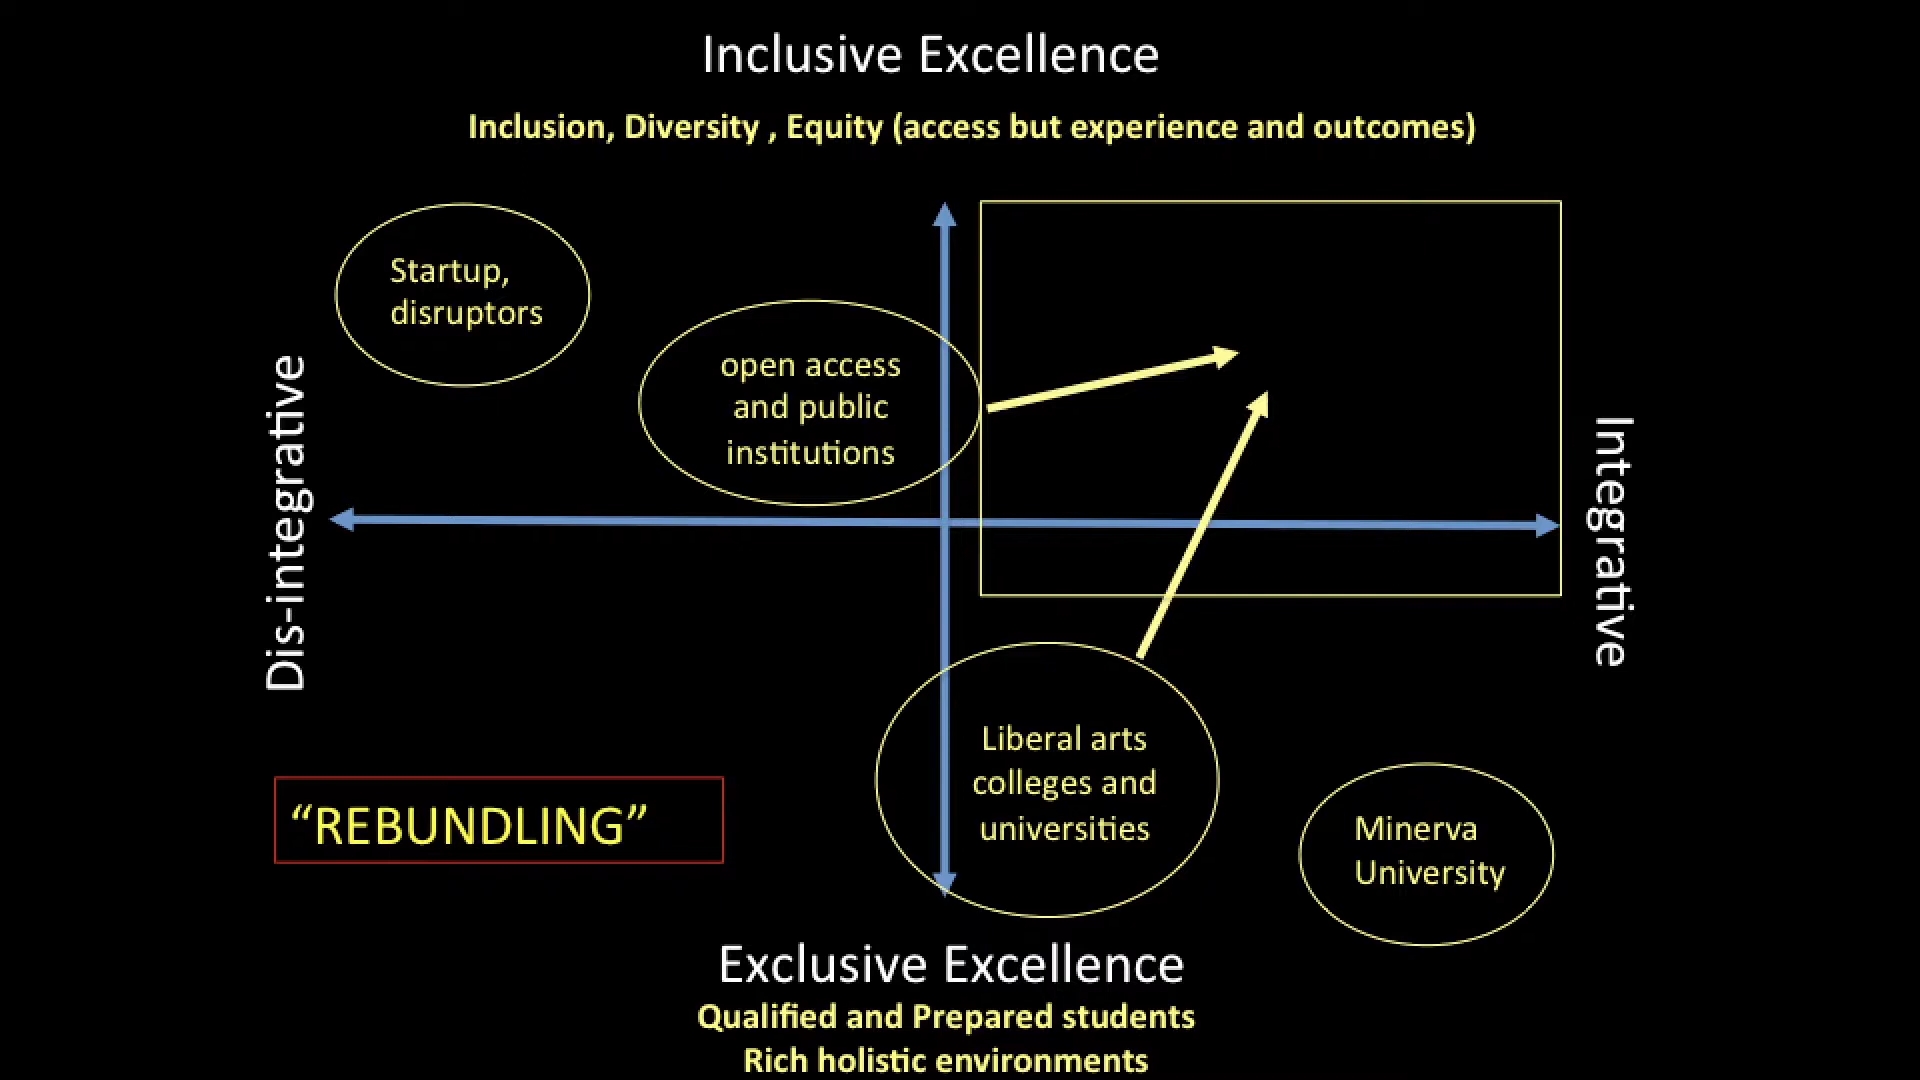 Inclusive Excellence
Inclusion, Diversity , Equity (access but experience and outcomes)
Startup,
disruptors
open access
and public
institutions
Dis-integrative
Integrative
Liberal arts
colleges and
universities
“REBUNDLING”
Minerva
University
Exclusive Excellence
Qualified and Prepared students
Rich holistic environments